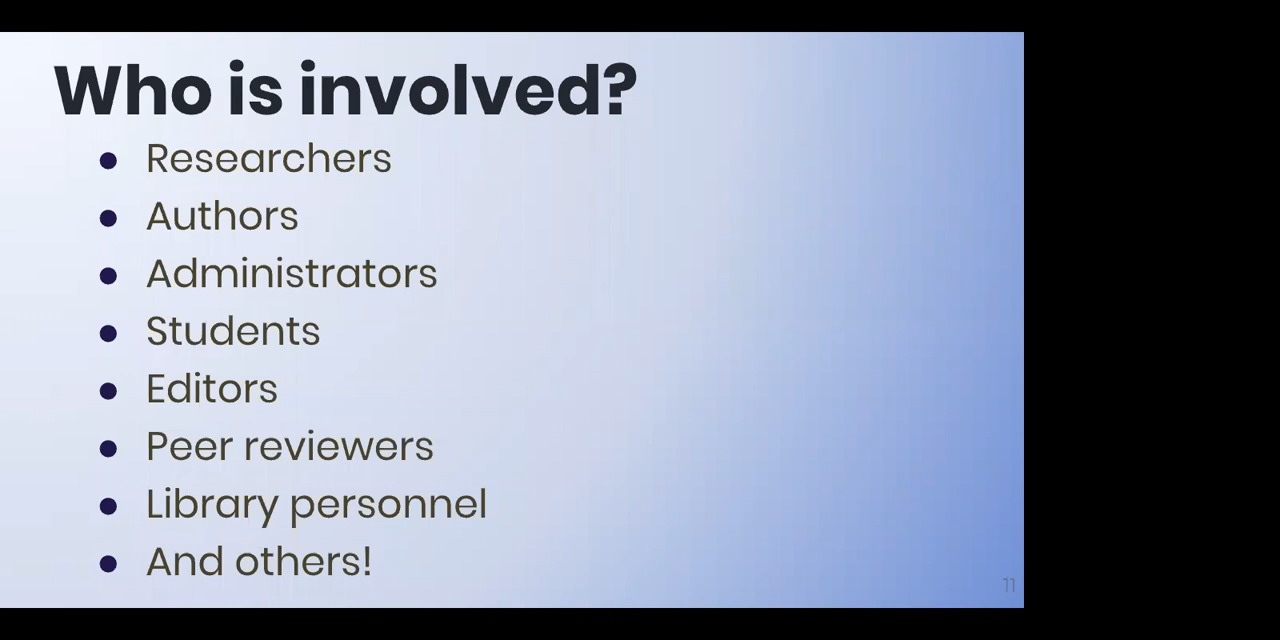 Who is involved?
● Researchers
● Authors
● Administrators
● Students
● Editors
● Peer reviewers
● Library personnel
● And others!
11